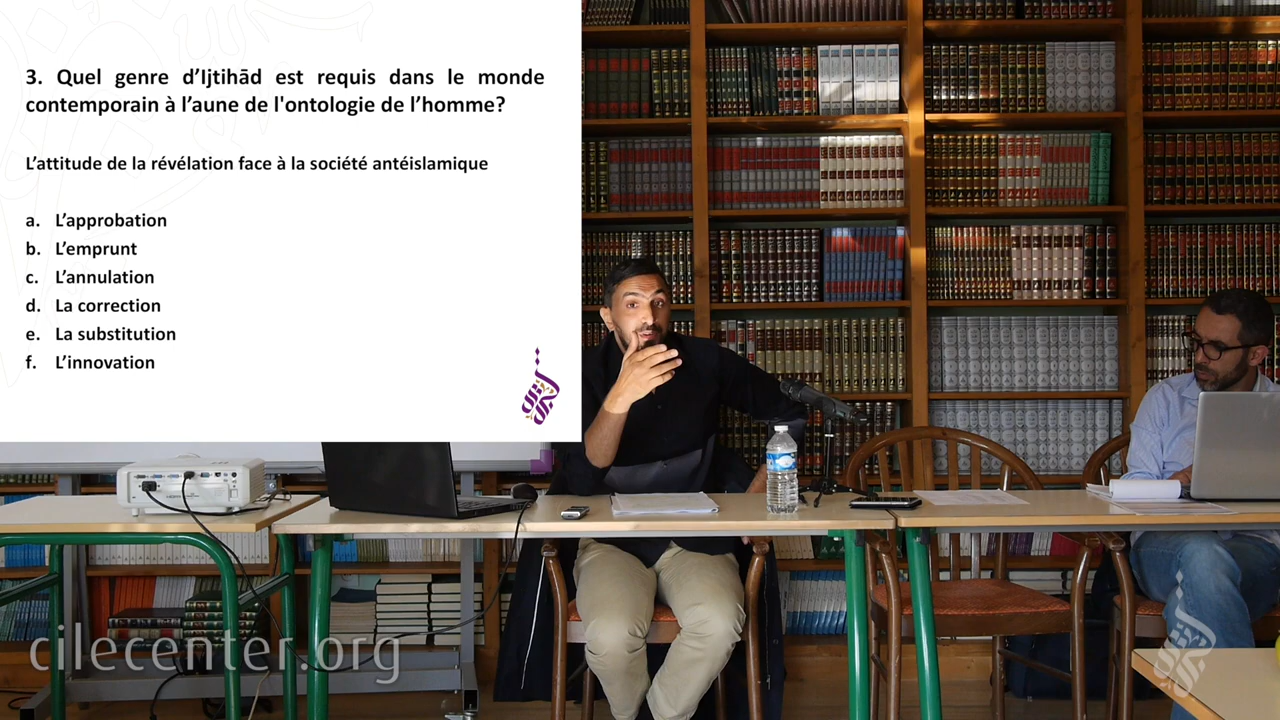 3. Quel genre d’Ijtihād est requis dans le monde
contemporain à l’aune de l'ontologie de l’homme?
L’attitude de la révélation face à la société antéislamique
a. L’approbation
b. L’emprunt
c. L’annulation
d. La correction
e. La substitution
f. L’innovation
cilecenter.org